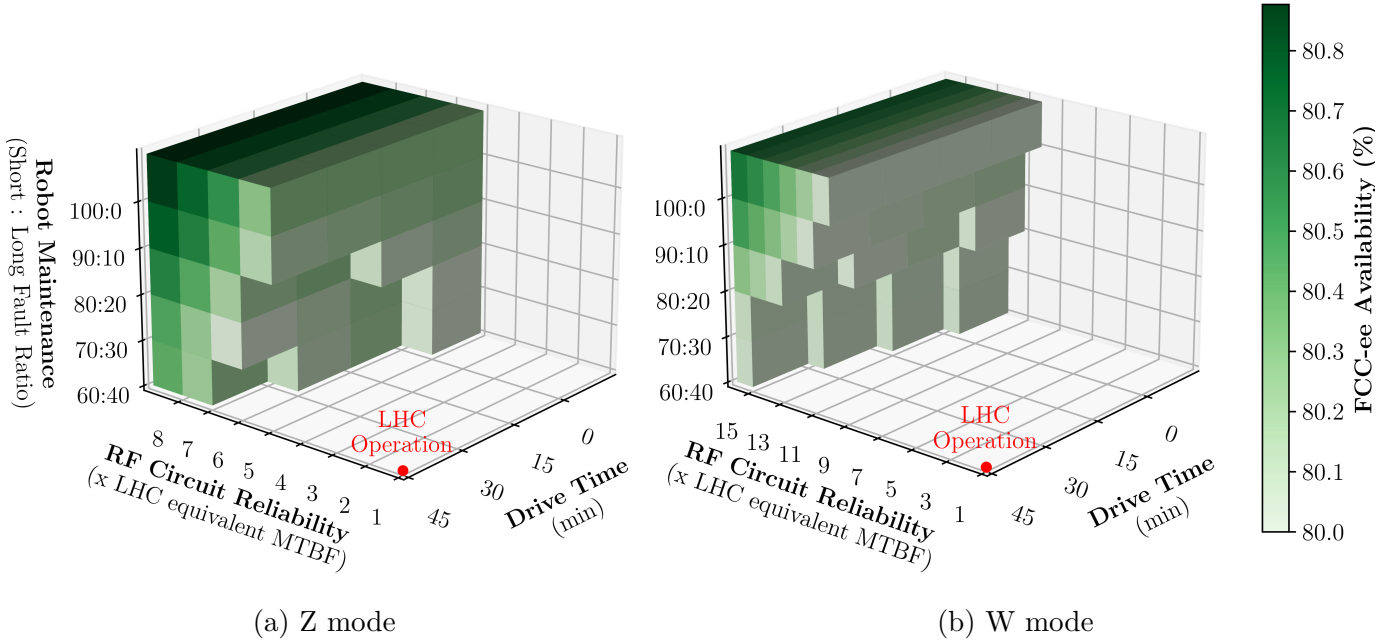 Robot Maintenance
(Short : Long Fault Ratio)
100:0
90:10
80:20
70:30
60:40
8
7
6
5
4
3
2
1
RF Circuit Reliability
(x LHC equivalent MTBF)
LHC
Operation
0
15
30
45
Drive Time
(min)
(a) Z mode
100:0
90:10
80:20
70:30
60:40
15
13
11
9
7
5
3
1
RF Circuit Reliability
(x LHC equivalent MTBF)
LHC
Operation
0
15
30
45
Drive Time
(min)
(b) W mode
80.8
80.7
80.6
80.5
80.4
80.3
80.2
80.1
80.0
FCC-ee Availability (%)